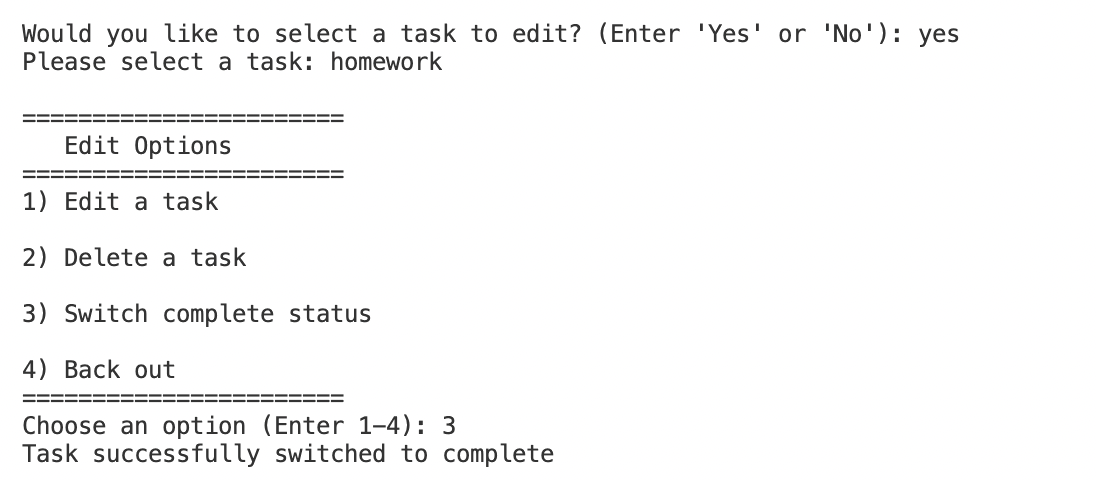 Would you like to select a task to edit? (Enter 'Yes' or 'No'): yes
Please select a task: homework
=======================
Edit Options
=======================
1) Edit a task
2) Delete a task
3) Switch complete status
4) Back out
=======================
Choose an option (Enter 1–4): 3
Task successfully switched to complete